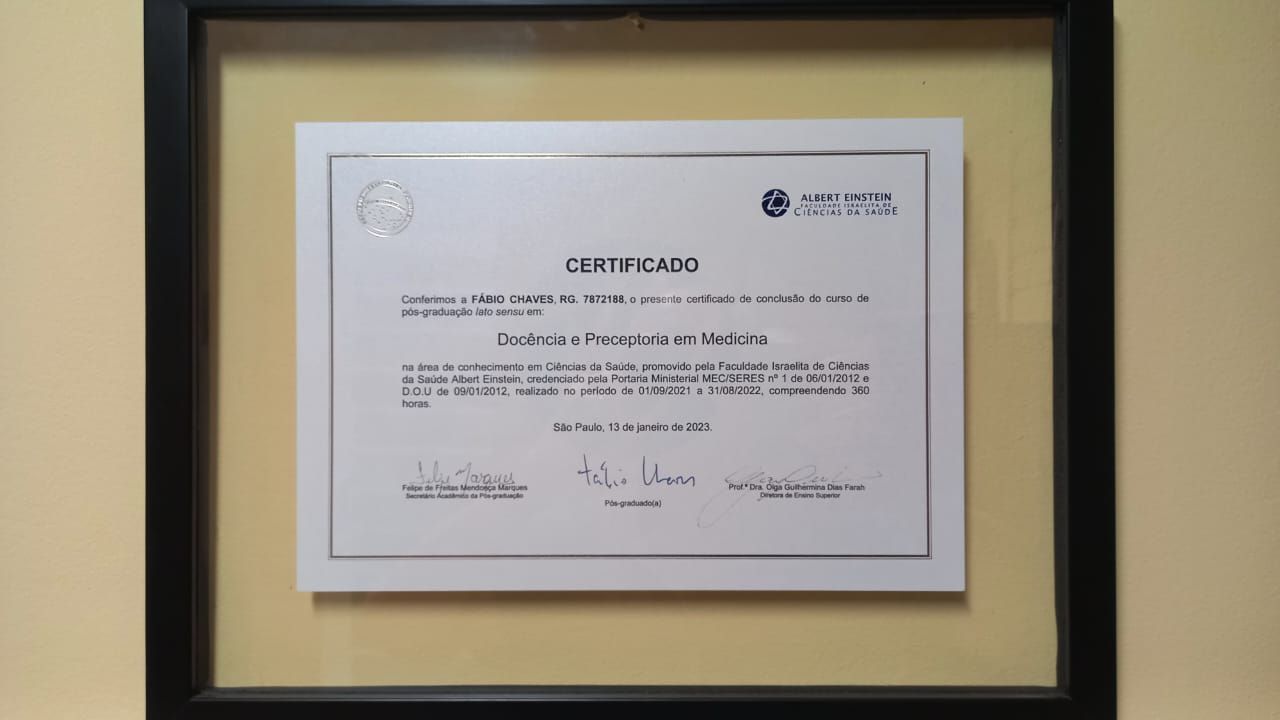 ALBERT EINSTEIN
FACULDADE ISRAELITA DE
CIÊNCIAS DA SAÚDE
CERTIFICADO
Conferimos a FÁBIO CHAVES, RG. 7872188, o presente certificado de conclusão do curso de
pós-graduação lato sensu em:
Docência e Preceptoria em Medicina
na área de conhecimento em Ciências da Saúde, promovido pela Faculdade Israelita de Ciências
da Saúde Albert Einstein, credenciado pela Portaria Ministerial MEC/SERES nº 1 de 06/01/2012 e
D.O.U de 09/01/2012, realizado no período de 01/09/2021 a 31/08/2022, compreendendo 360
horas.
São Paulo, 13 de janeiro de 2023.
Felipe Marques
Felipe de Freitas Mendonça Marques
Secretário Acadêmico da Pós-graduação
Fábio Chaves
Pós-graduado(a)
Prof.ª Dra. Olga Guilhermina Dias Farah
Diretora de Ensino Superior